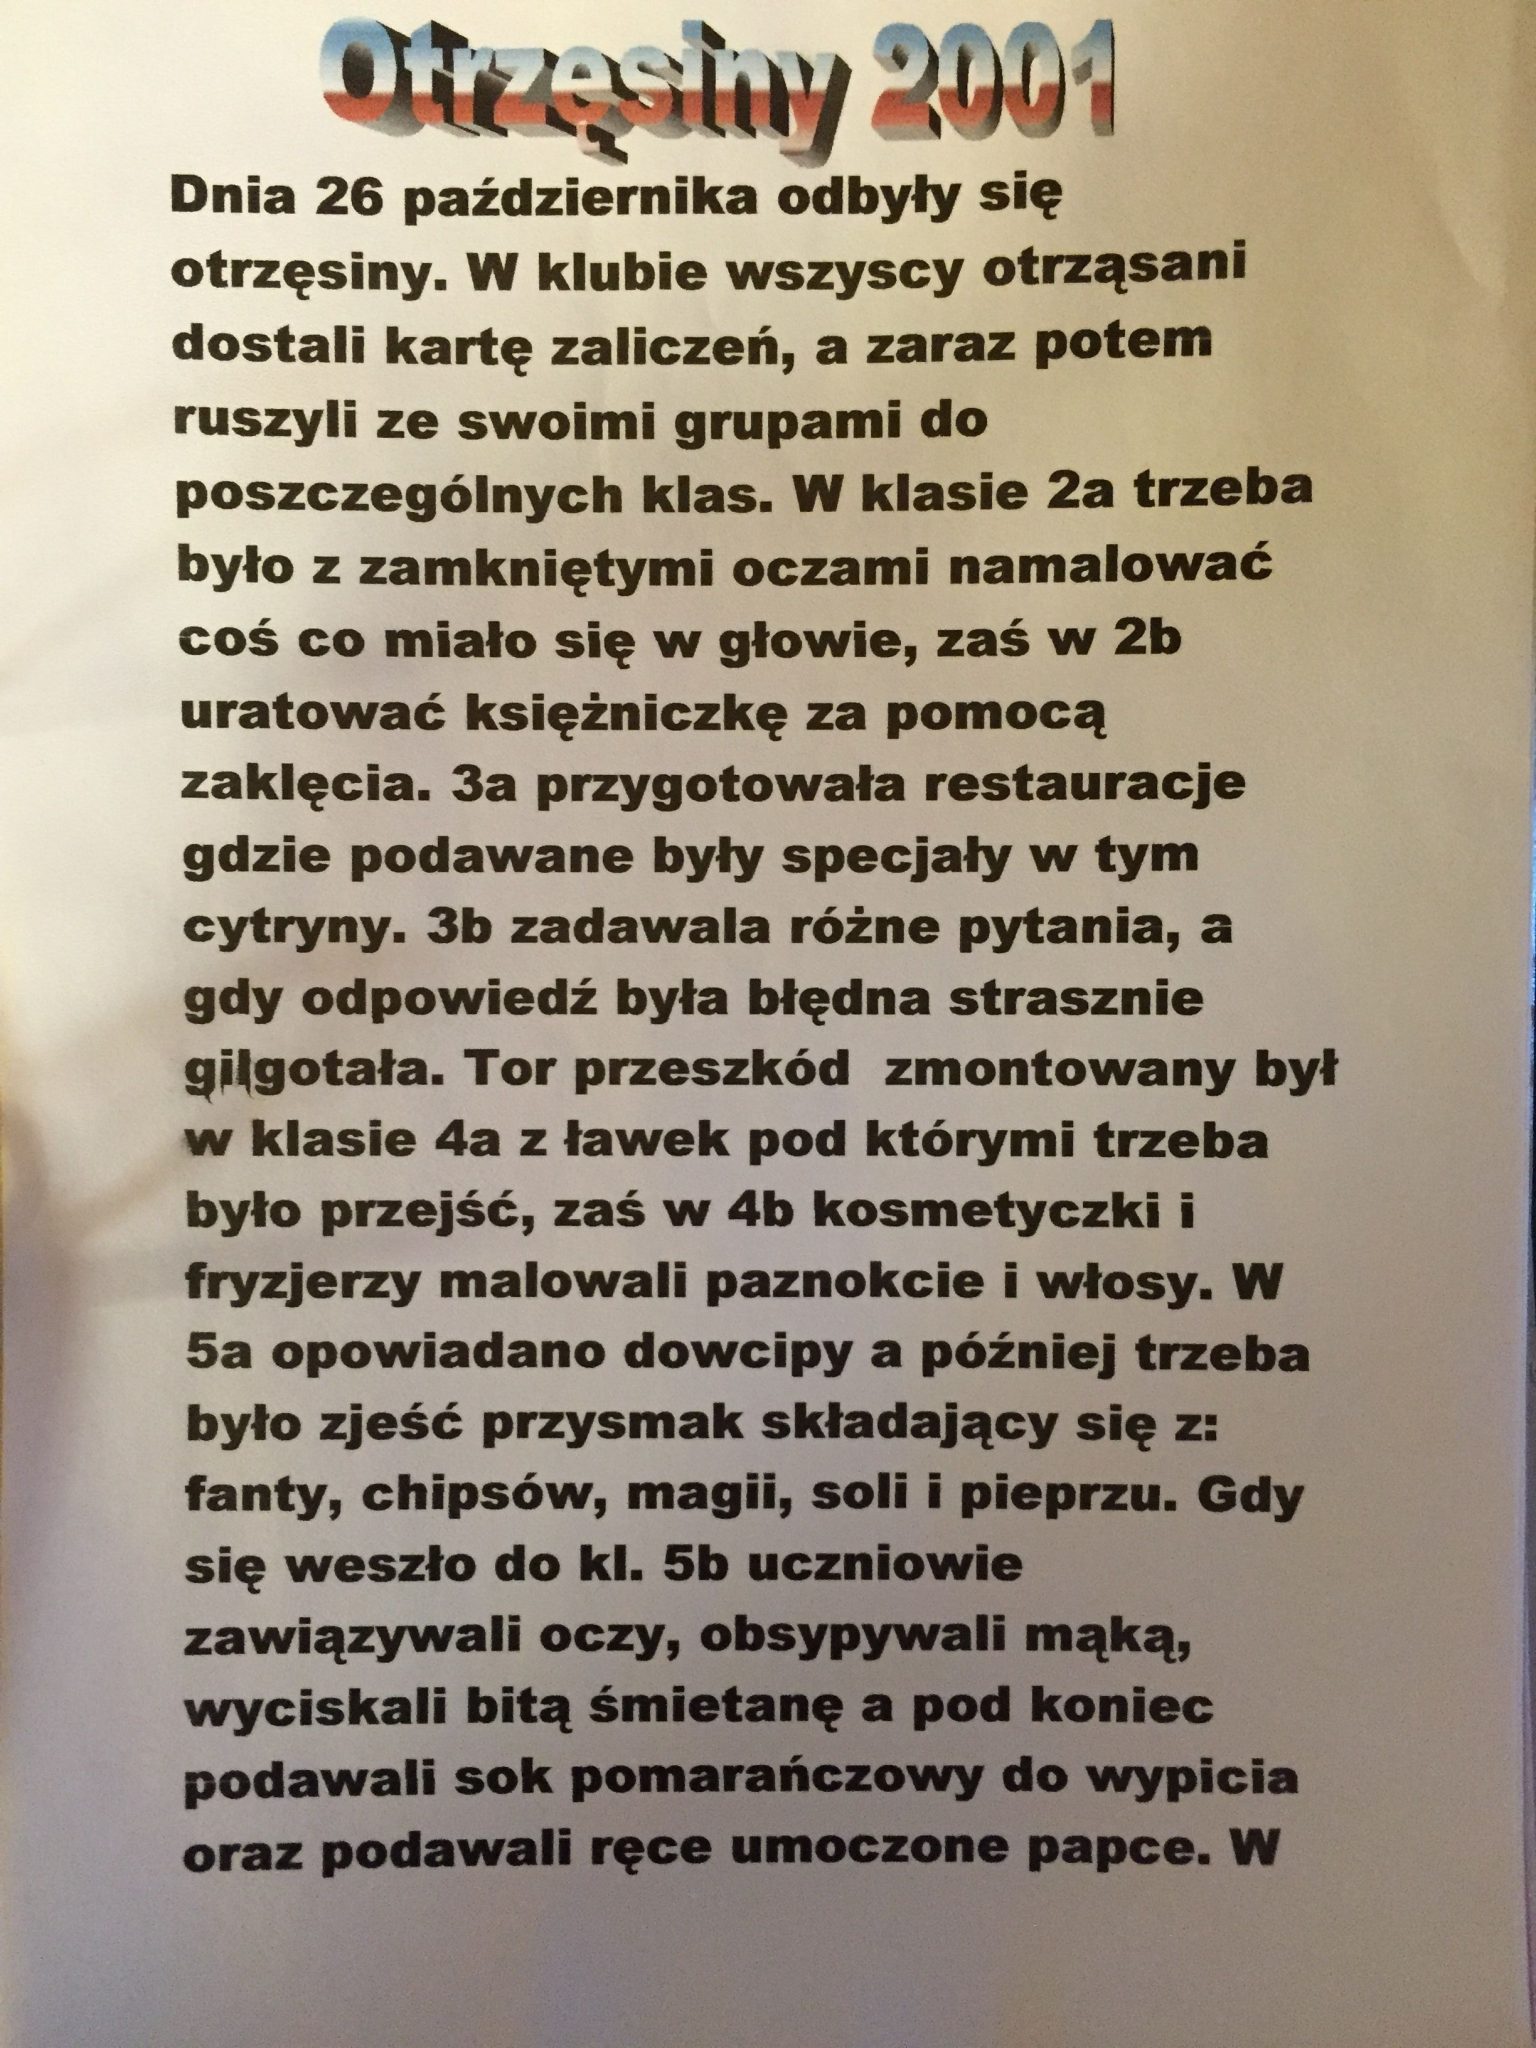 Otrzęsiny 2001
Dnia 26 października odbyły się
otrzęsiny. W klubie wszyscy otrząsani
dostali kartę zaliczeń, a zaraz potem
ruszyli ze swoimi grupami do
poszczególnych klas. W klasie 2a trzeba
było z zamkniętymi oczami namalować
coś co miało się w głowie, zaś w 2b
uratować księżniczkę za pomocą
zaklęcia. 3a przygotowała restauracje
gdzie podawane były specjały w tym
cytryny. 3b zadawala różne pytania, a
gdy odpowiedź była błędna strasznie
gilgotała. Tor przeszkód  zmontowany był
w klasie 4a z ławek pod którymi trzeba
było przejść, zaś w 4b kosmetyczki i
fryzjerzy malowali paznokcie i włosy. W
5a opowiadano dowcipy a później trzeba
było zjeść przysmak składający się z:
fanty, chipsów, magii, soli i pieprzu. Gdy
się weszło do kl. 5b uczniowie
zawiązywali oczy, obsypywali mąką,
wyciskali bitą śmietanę a pod koniec
podawali sok pomarańczowy do wypicia
oraz podawali ręce umoczone papce. W